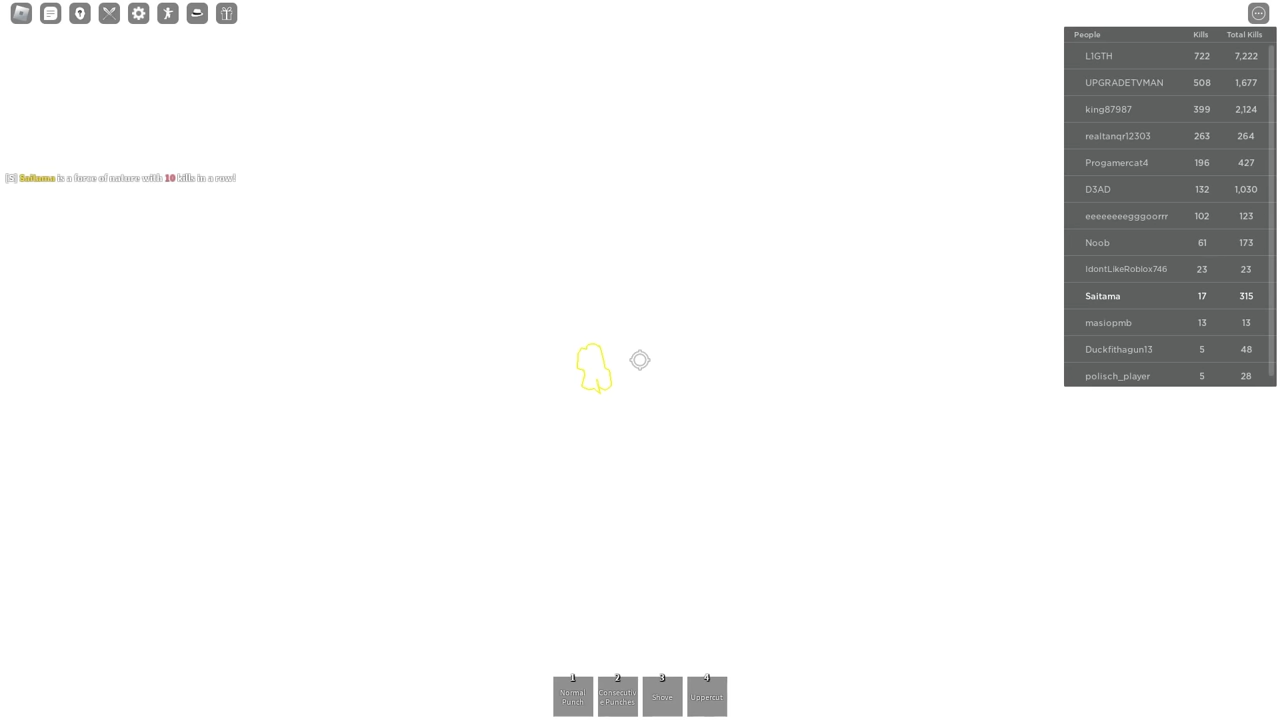 People Kills Total Kills
L1GTH 722 7,222
UPGRADETVMAN 508 1,677
king87987 399 2,124
realtanqr12303 263 264
Progamercat4 196 427
D3AD 132 1,030
eeeeeeeegggoorrr 102 123
Noob 61 173
IdontLikeRoblox746 23 23
Saitama 17 315
masiopmb 13 13
Duckfithagun13 5 48
polisch_player 5 28
[S] Saitama is a force of nature with 10 kills in a row!
1 2 3 4
Normal Punch
Consecutive Punches
Shove
Uppercut